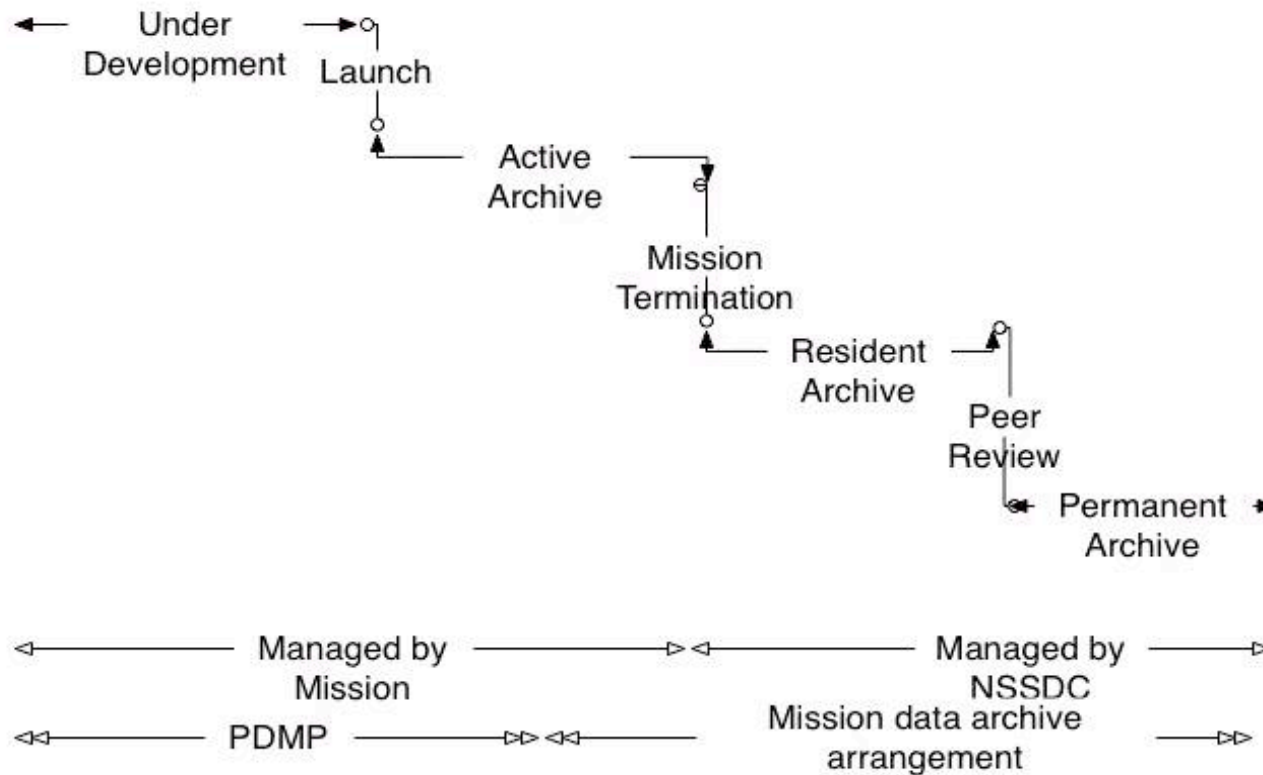 Under
Development
Launch
Active
Archive
Mission
Termination
Resident
Archive
Peer
Review
Permanent
Archive
Managed by
Mission
Managed by
NSSDC
PDMP
Mission data archive
arrangement